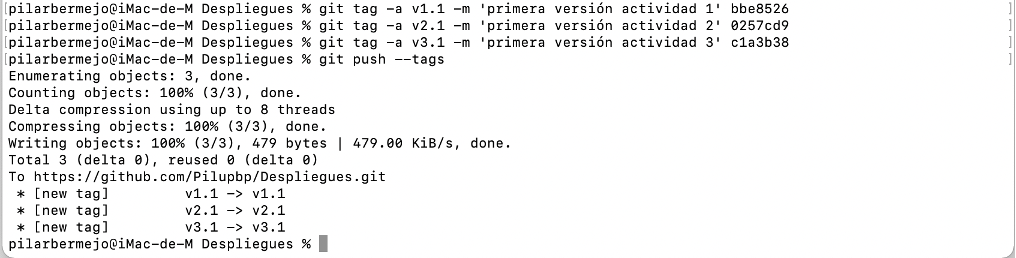 [pilarbermejo@iMac-de-M Despliegues % git tag -a v1.1 -m 'primera versión actividad 1' bbe8526 ]
[pilarbermejo@iMac-de-M Despliegues % git tag -a v2.1 -m 'primera versión actividad 2' 0257cd9 ]
[pilarbermejo@iMac-de-M Despliegues % git tag -a v3.1 -m 'primera versión actividad 3' c1a3b38 ]
[pilarbermejo@iMac-de-M Despliegues % git push --tags ]
Enumerating objects: 3, done.
Counting objects: 100% (3/3), done.
Delta compression using up to 8 threads
Compressing objects: 100% (3/3), done.
Writing objects: 100% (3/3), 479 bytes | 479.00 KiB/s, done.
Total 3 (delta 0), reused 0 (delta 0)
To https://github.com/Pilupbp/Despliegues.git
 * [new tag]         v1.1 -> v1.1
 * [new tag]         v2.1 -> v2.1
 * [new tag]         v3.1 -> v3.1
pilarbermejo@iMac-de-M Despliegues %